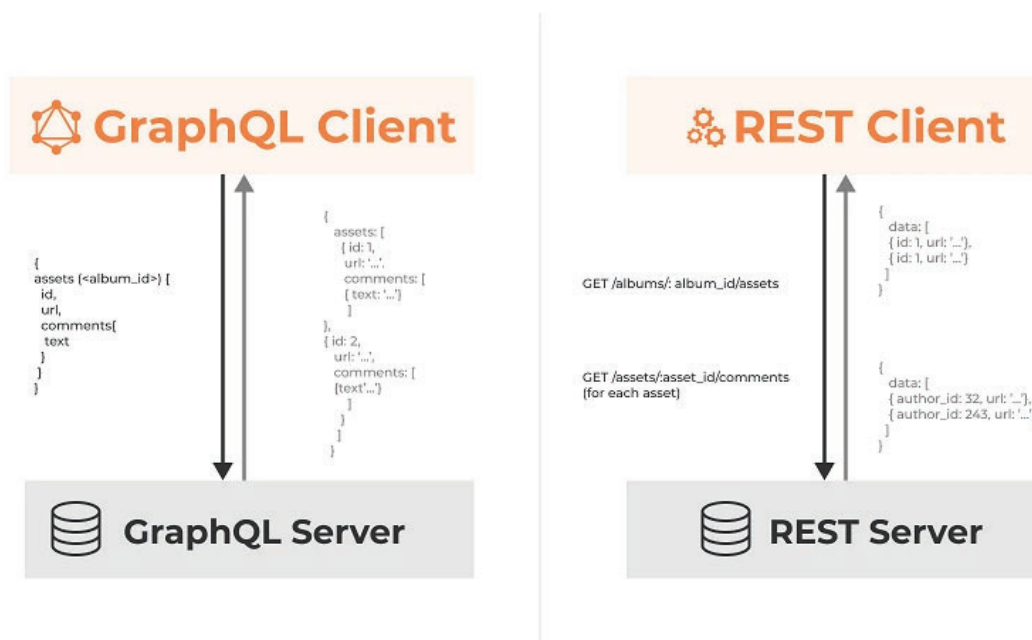 GraphQL Client
{
assets (<album_id>) [
id,
url,
comments[
text
}
]
}
{
assets: [
{ id: 1,
url: '...'.
comments: [
{ text: '...'}
]
},
{ id: 2,
url: '...',
comments: [
{text'...'}
]
}
]
}
GraphQL Server
REST Client
GET /albums/: album_id/assets
{
data: [
{ id: 1, url: '...'},
{ id: 1, url: '...'}
]
}
GET /assets/:asset_id/comments
(for each asset)
{
data: [
{ author_id: 32, url: '...'},
{ author_id: 243, url: '...'
]
}
REST Server